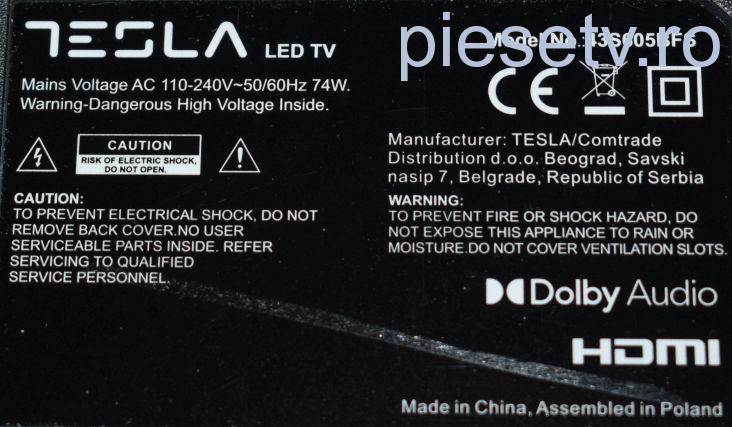 TESLA LED TV
Mains Voltage AC 110-240V~50/60Hz 74W.
Warning-Dangerous High Voltage Inside.
CAUTION
RISK OF ELECTRIC SHOCK,
DO NOT OPEN.
CAUTION:
TO PREVENT ELECTRICAL SHOCK, DO NOT
REMOVE BACK COVER.NO USER
SERVICEABLE PARTS INSIDE. REFER
SERVICING TO QUALIFIED
SERVICE PERSONNEL.
piesetv.ro
Model No.: 43S605BFS
CE
Manufacturer: TESLA/Comtrade
Distribution d.o.o. Beograd, Savski
nasip 7, Belgrade, Republic of Serbia
WARNING:
TO PREVENT FIRE OR SHOCK HAZARD, DO
NOT EXPOSE THIS APPLIANCE TO RAIN OR
MOISTURE.DO NOT COVER VENTILATION SLOTS.
Dolby Audio
HDMI
Made in China, Assembled in Poland